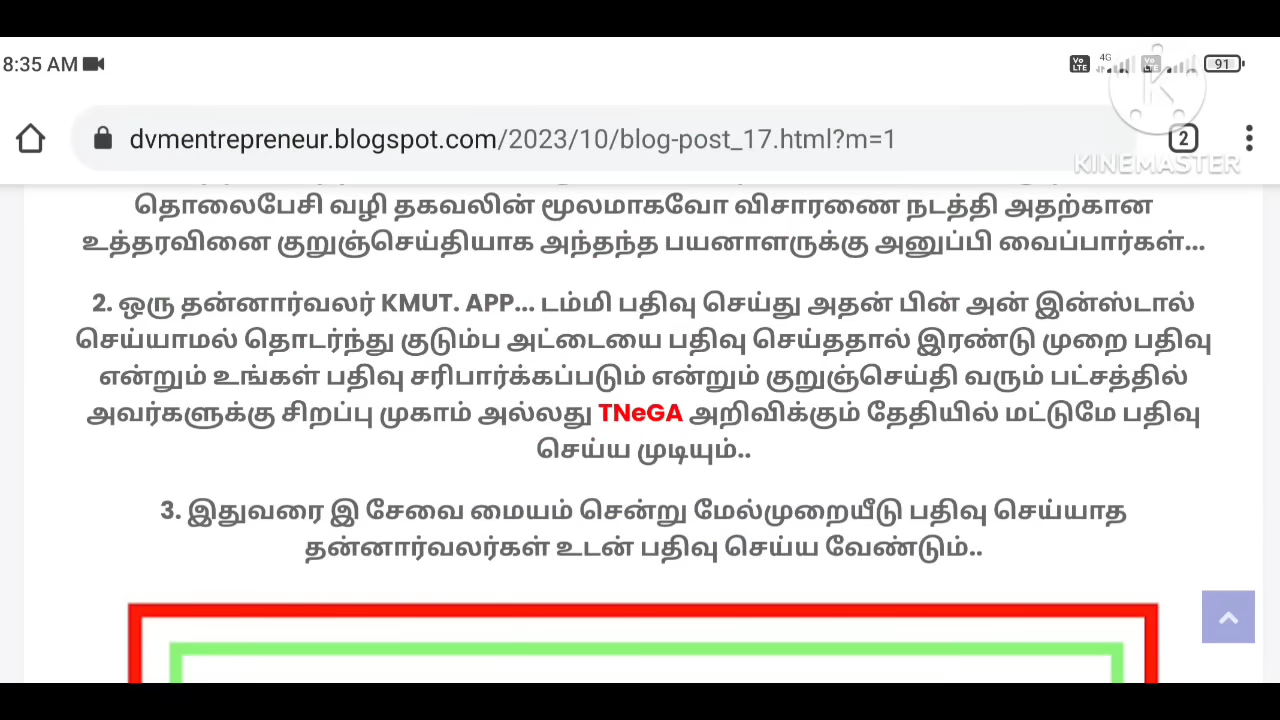 8:35 AM
Vo LTE 4G 91
dvmentrepreneur.blogspot.com/2023/10/blog-post_17.html?m=1
2
KINEMASTER
தொலைபேசி வழி தகவலின் மூலமாகவோ விசாரணை நடத்தி அதற்கான
உத்தரவினை குறுஞ்செய்தியாக அந்தந்த பயனாளருக்கு அனுப்பி வைப்பார்கள்...
2. ஒரு தன்னார்வலர் KMUT. APP... டம்மி பதிவு செய்து அதன் பின் அன் இன்ஸ்டால்
செய்யாமல் தொடர்ந்து குடும்ப அட்டையை பதிவு செய்ததால் இரண்டு முறை பதிவு
என்றும் உங்கள் பதிவு சரிபார்க்கப்படும் என்றும் குறுஞ்செய்தி வரும் பட்சத்தில்
அவர்களுக்கு சிறப்பு முகாம் அல்லது TNeGA அறிவிக்கும் தேதியில் மட்டுமே பதிவு
செய்ய முடியும்..
3. இதுவரை இ சேவை மையம் சென்று மேல்முறையீடு பதிவு செய்யாத
தன்னார்வலர்கள் உடன் பதிவு செய்ய வேண்டும்..